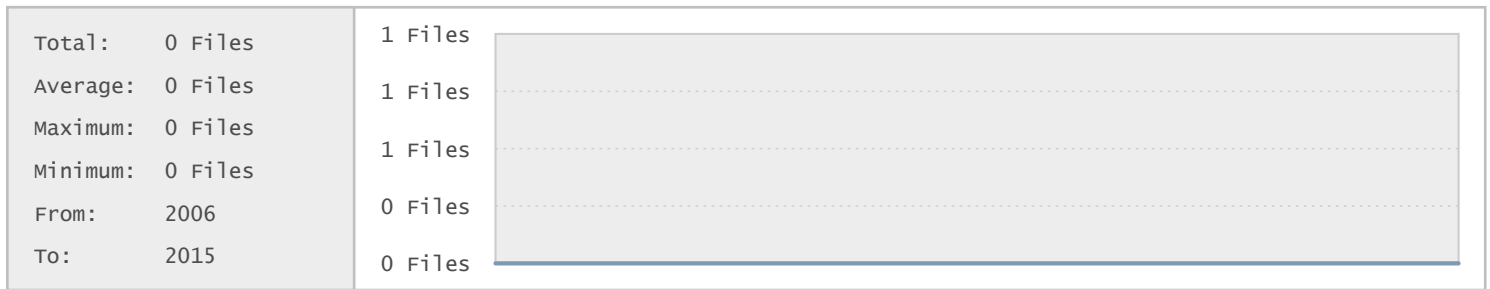 Total: 0 Files
Average: 0 Files
Maximum: 0 Files
Minimum: 0 Files
From: 2006
To: 2015
1 Files
1 Files
1 Files
0 Files
0 Files